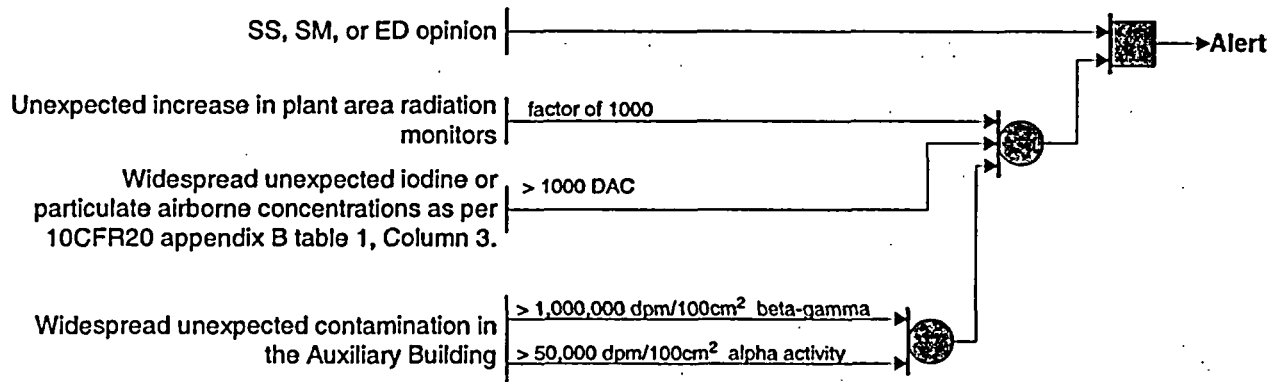 SS, SM, or ED opinion
Alert
Unexpected increase in plant area radiation
monitors
factor of 1000
Widespread unexpected iodine or
particulate airborne concentrations as per
10CFR20 appendix B table 1, Column 3.
> 1000 DAC
Widespread unexpected contamination in
the Auxiliary Building
> 1,000,000 dpm/100cm² beta-gamma
> 50,000 dpm/100cm² alpha activity